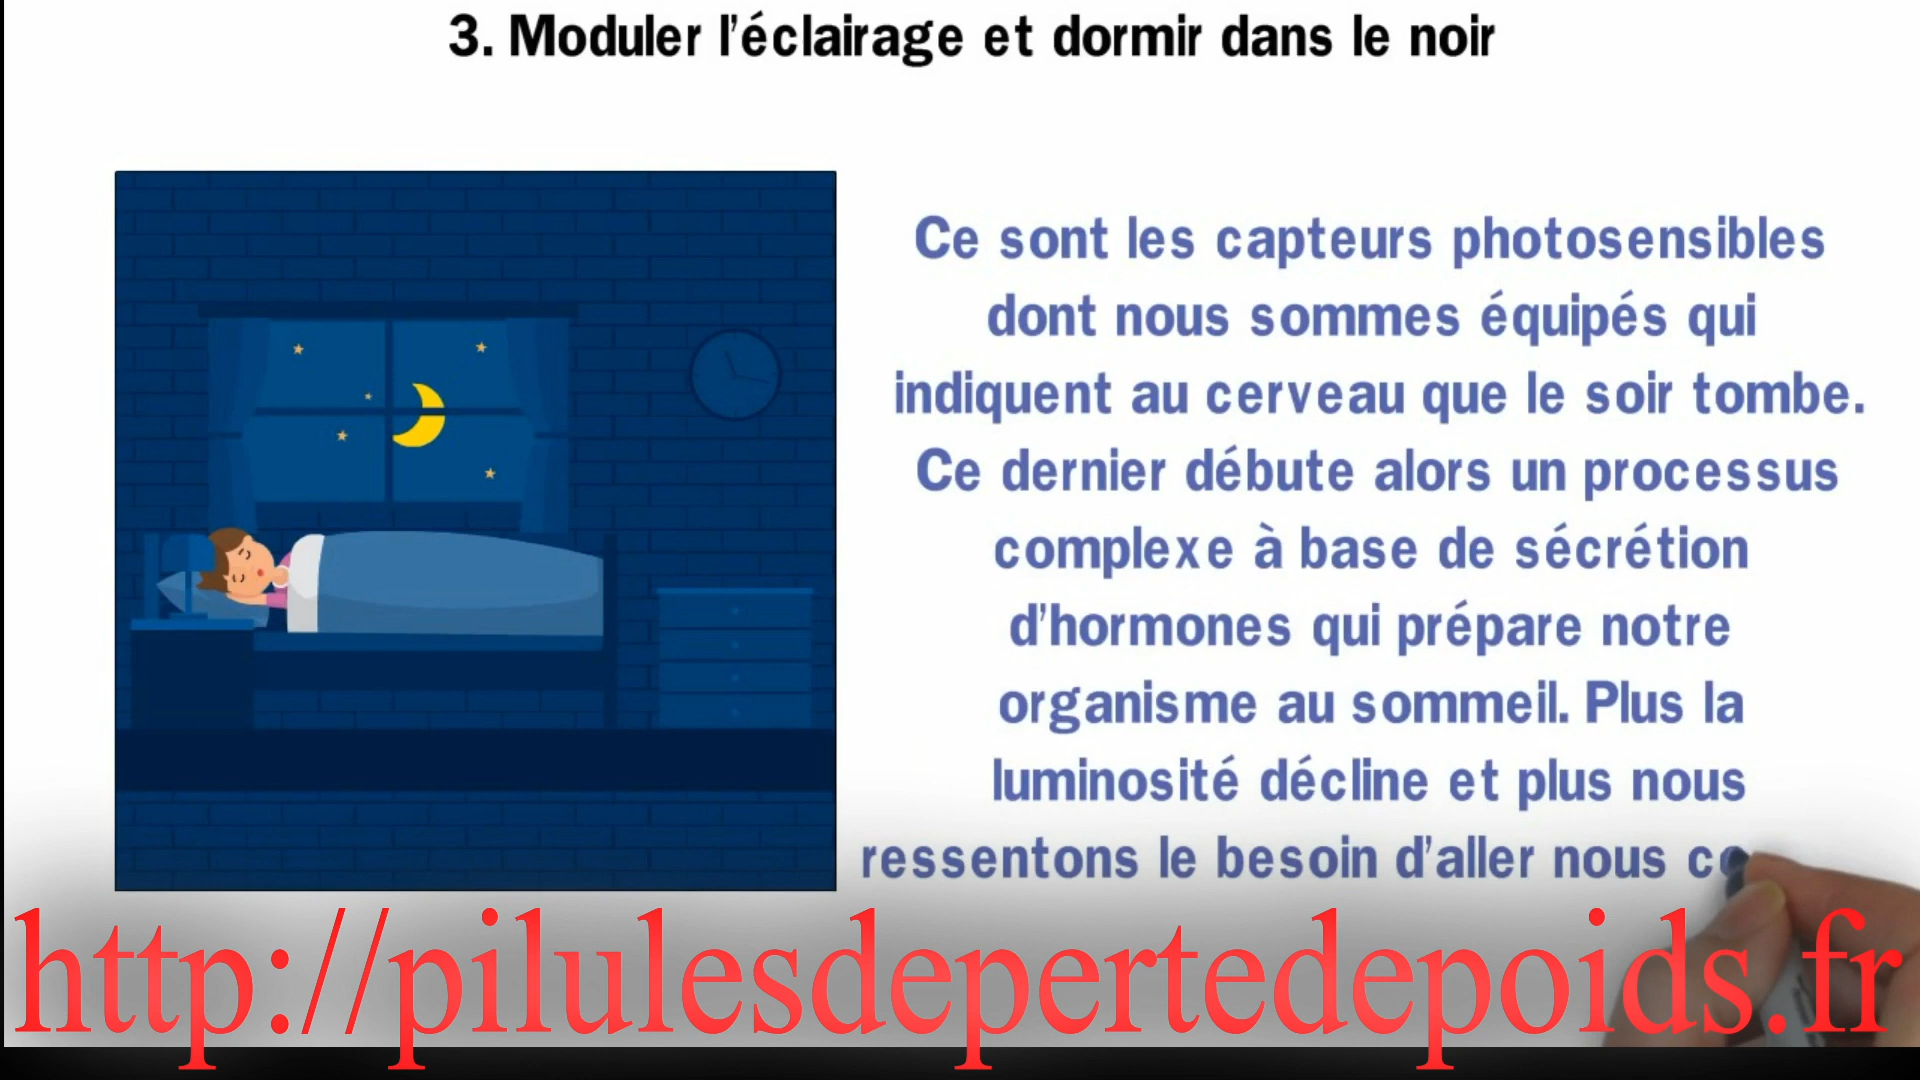 3. Moduler l'éclairage et dormir dans le noir
Ce sont les capteurs photosensibles
dont nous sommes équipés qui
indiquent au cerveau que le soir tombe.
Ce dernier débute alors un processus
complexe à base de sécrétion
d'hormones qui prépare notre
organisme au sommeil. Plus la
luminosité décline et plus nous
ressentons le besoin d'aller nous
http://pilulesdepertedepoids.fr